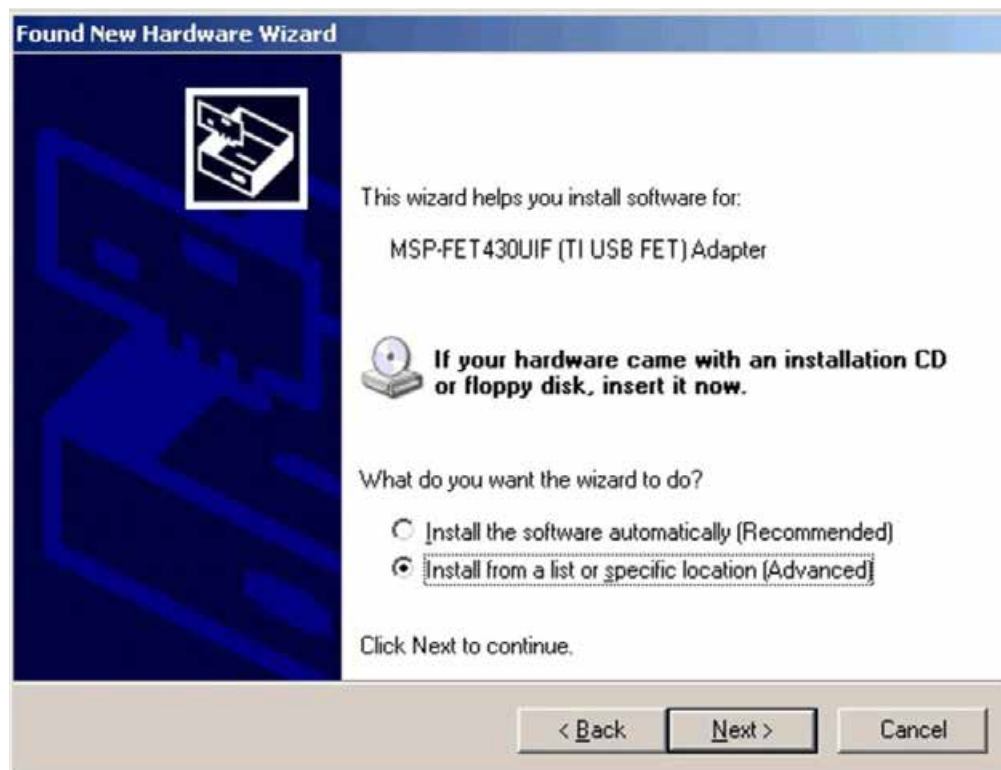 Found New Hardware Wizard
This wizard helps you install software for:
MSP-FET430UIF (TI USB FET) Adapter
If your hardware came with an installation CD
or floppy disk, insert it now.
What do you want the wizard to do?
Install the software automatically (Recommended)
Install from a list or specific location (Advanced)
Click Next to continue.
< Back Next > Cancel